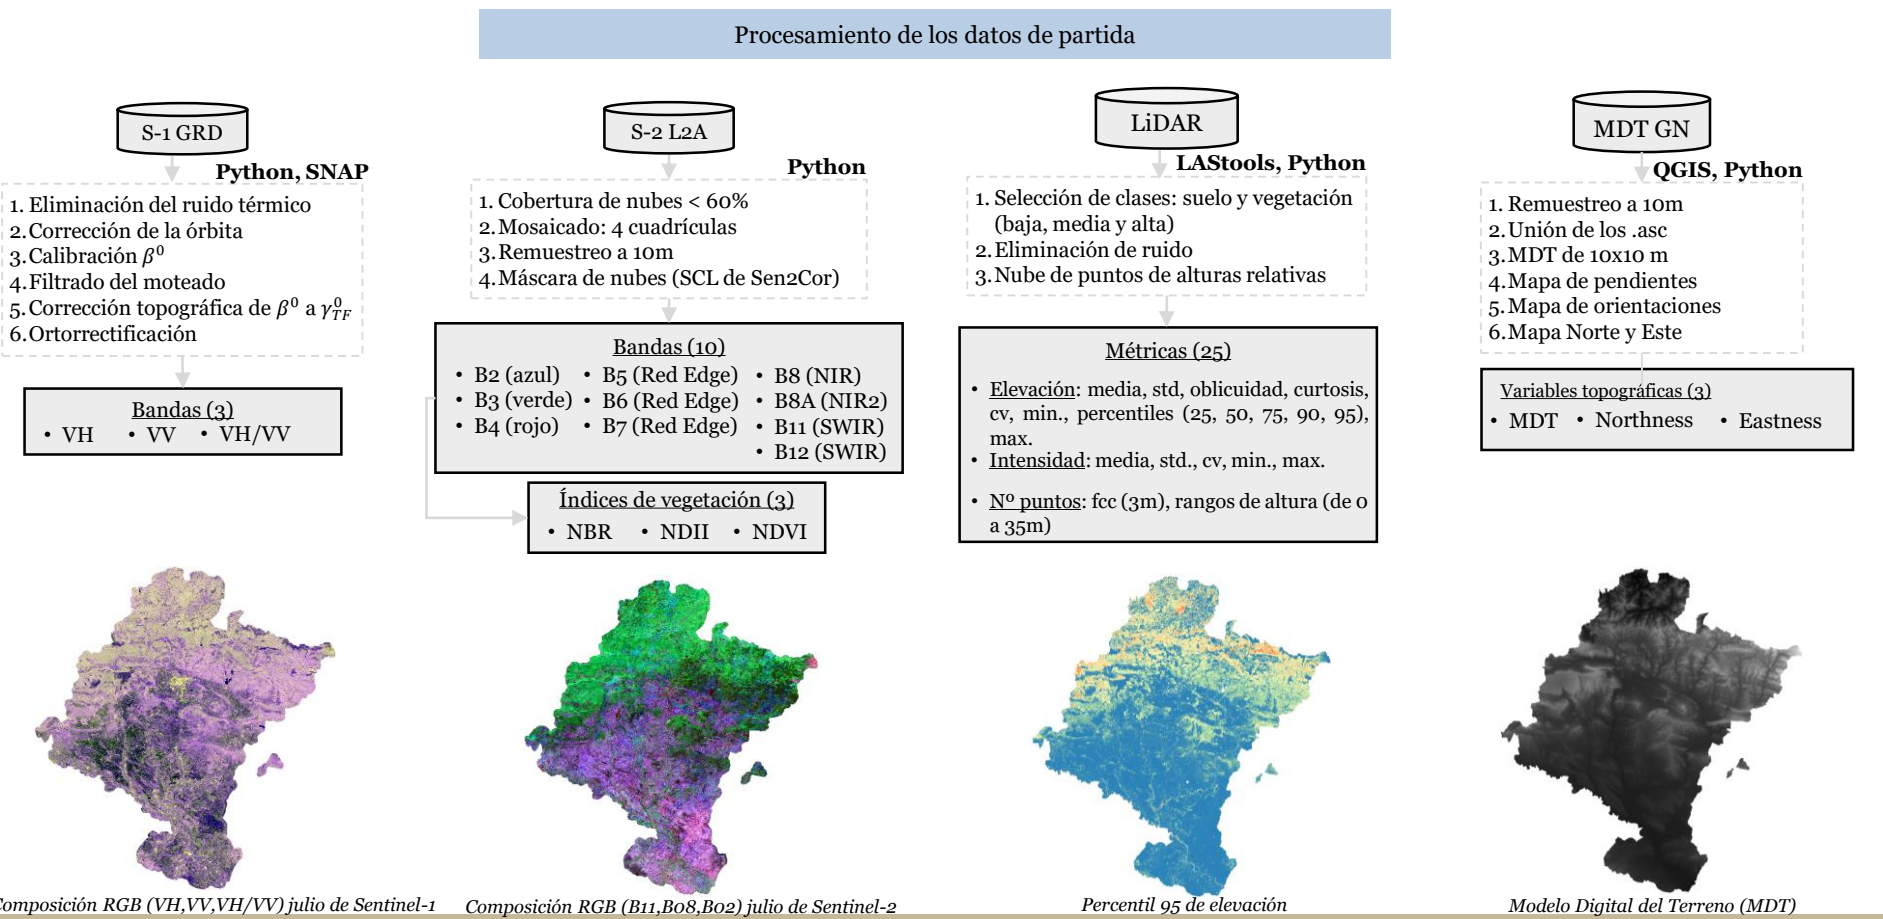 Procesamiento de los datos de partida
S-1 GRD
Python, SNAP
1. Eliminación del ruido térmico
2. Corrección de la órbita
3. Calibración β⁰
4. Filtrado del moteado
5. Corrección topográfica de β⁰ a γ⁰_TF
6. Ortorrectificación
Bandas (3)
• VH • VV • VH/VV
S-2 L2A
Python
1. Cobertura de nubes < 60%
2. Mosaicado: 4 cuadrículas
3. Remuestreo a 10m
4. Máscara de nubes (SCL de Sen2Cor)
Bandas (10)
• B2 (azul) • B5 (Red Edge) • B8 (NIR)
• B3 (verde) • B6 (Red Edge) • B8A (NIR2)
• B4 (rojo) • B7 (Red Edge) • B11 (SWIR)
• B12 (SWIR)
Índices de vegetación (3)
• NBR • NDII • NDVI
LiDAR
LAStools, Python
1. Selección de clases: suelo y vegetación
(baja, media y alta)
2. Eliminación de ruido
3. Nube de puntos de alturas relativas
Métricas (25)
• Elevación: media, std, oblicuidad, curtosis,
cv, min., percentiles (25, 50, 75, 90, 95),
max.
• Intensidad: media, std., cv, min., max.
• Nº puntos: fcc (3m), rangos de altura (de 0
a 35m)
MDT GN
QGIS, Python
1. Remuestreo a 10m
2. Unión de los .asc
3. MDT de 10x10 m
4. Mapa de pendientes
5. Mapa de orientaciones
6. Mapa Norte y Este
Variables topográficas (3)
• MDT • Northness • Eastness
Composición RGB (VH,VV,VH/VV) julio de Sentinel-1
Composición RGB (B11,B08,B02) julio de Sentinel-2
Percentil 95 de elevación
Modelo Digital del Terreno (MDT)